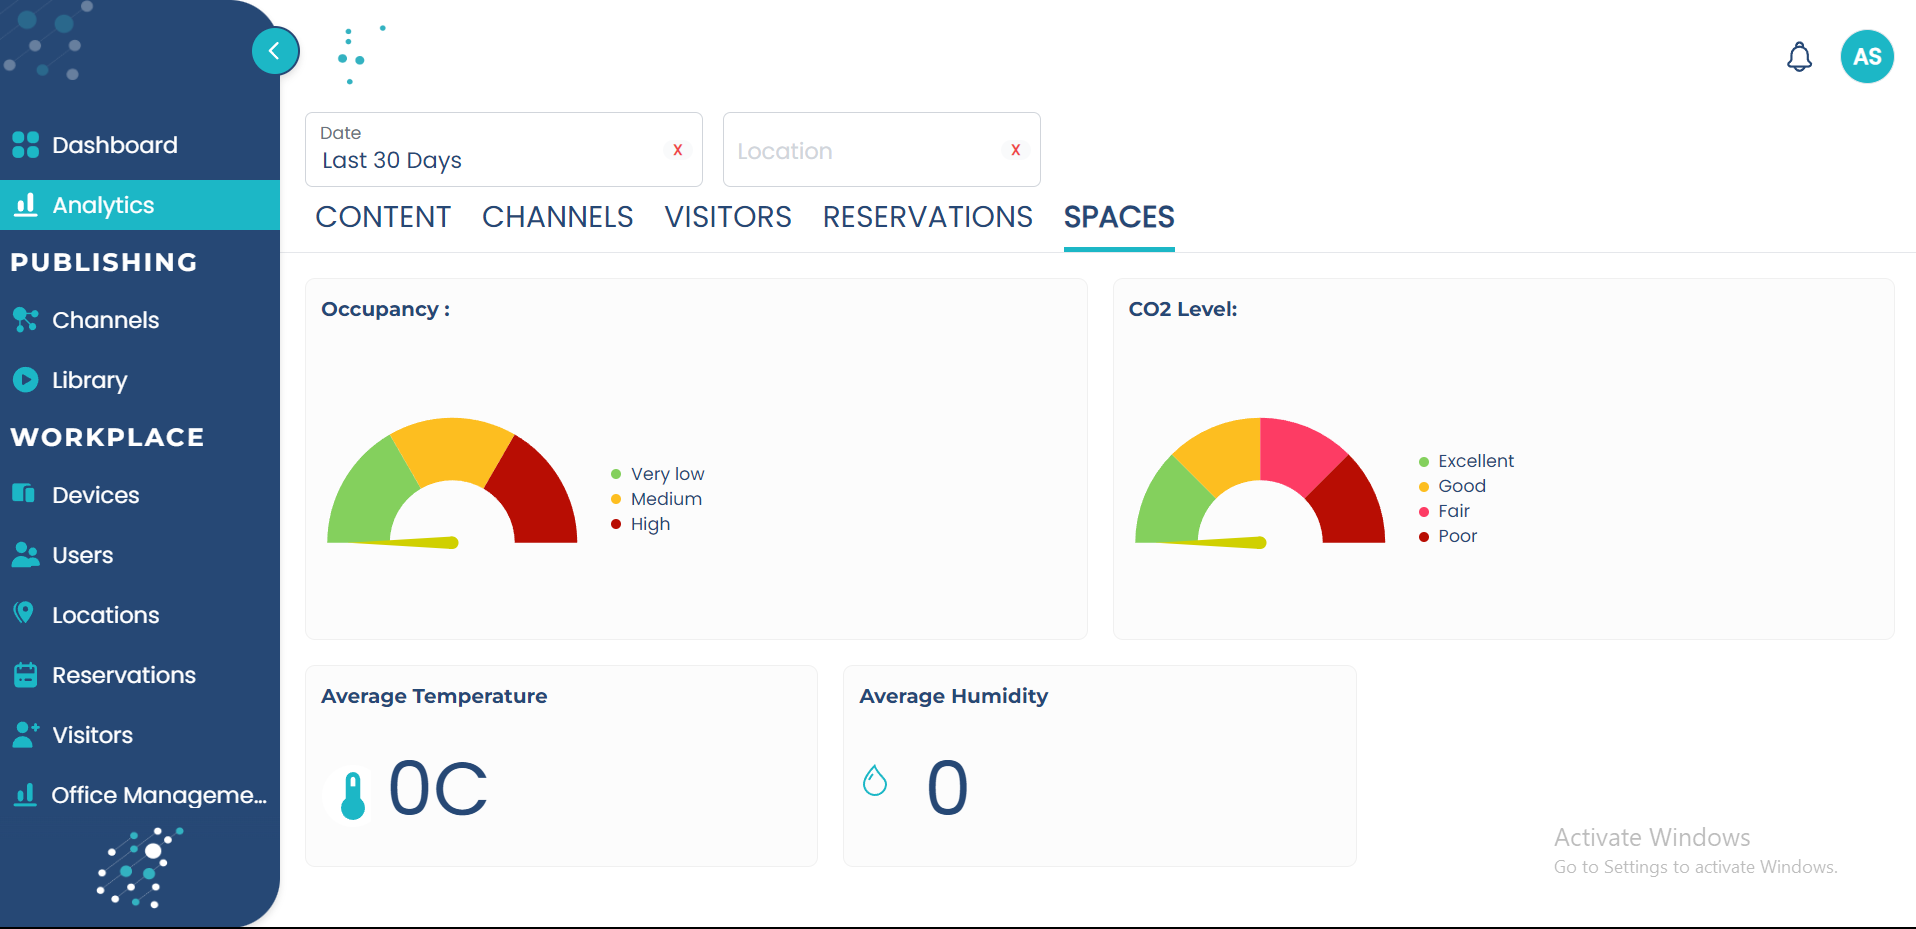 AS
Dashboard
Analytics
PUBLISHING
Channels
Library
WORKPLACE
Devices
Users
Locations
Reservations
Visitors
Office Manageme...
Date
Last 30 Days
X
Location
X
CONTENT CHANNELS VISITORS RESERVATIONS SPACES
Occupancy :
Very low
Medium
High
CO2 Level:
Excellent
Good
Fair
Poor
Average Temperature
0C
Average Humidity
0
Activate Windows
Go to Settings to activate Windows.